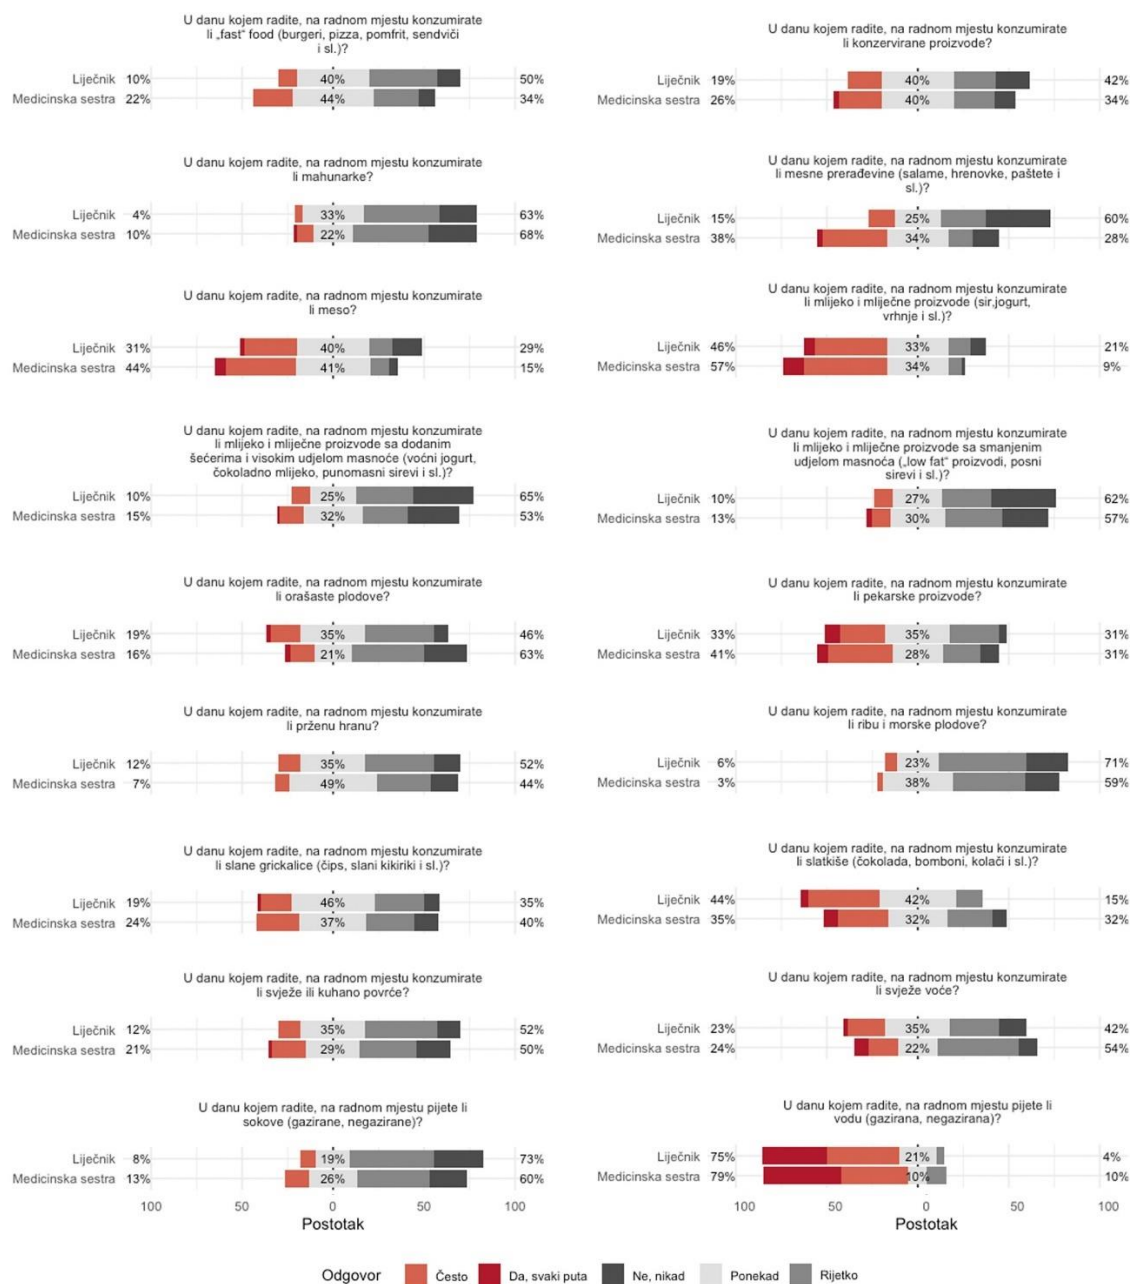 U danu kojem radite, na radnom mjestu konzumirate
li „fast“ food (burgeri, pizza, pomfrit, sendviči
i sl.)?
Liječnik 10% 40% 50%
Medicinska sestra 22% 44% 34%
U danu kojem radite, na radnom mjestu konzumirate
li konzervirane proizvode?
Liječnik 19% 40% 42%
Medicinska sestra 26% 40% 34%
U danu kojem radite, na radnom mjestu konzumirate
li mahunarke?
Liječnik 4% 33% 63%
Medicinska sestra 10% 22% 68%
U danu kojem radite, na radnom mjestu konzumirate
li mesne prerađevine (salame, hrenovke, paštete i
sl.)?
Liječnik 15% 25% 60%
Medicinska sestra 38% 34% 28%
U danu kojem radite, na radnom mjestu konzumirate
li meso?
Liječnik 31% 40% 29%
Medicinska sestra 44% 41% 15%
U danu kojem radite, na radnom mjestu konzumirate
li mlijeko i mliječne proizvode (sir,jogurt,
vrhnje i sl.)?
Liječnik 46% 33% 21%
Medicinska sestra 57% 34% 9%
U danu kojem radite, na radnom mjestu konzumirate
li mlijeko i mliječne proizvode sa dodanim
šećerima i visokim udjelom masnoće (voćni jogurt,
čokoladno mlijeko, punomasni sirevi i sl.)?
Liječnik 10% 25% 65%
Medicinska sestra 15% 32% 53%
U danu kojem radite, na radnom mjestu konzumirate
li mlijeko i mliječne proizvode sa smanjenim
udjelom masnoća („low fat“ proizvodi, posni
sirevi i sl.)?
Liječnik 10% 27% 62%
Medicinska sestra 13% 30% 57%
U danu kojem radite, na radnom mjestu konzumirate
li orašaste plodove?
Liječnik 19% 35% 46%
Medicinska sestra 16% 21% 63%
U danu kojem radite, na radnom mjestu konzumirate
li pekarske proizvode?
Liječnik 33% 35% 31%
Medicinska sestra 41% 28% 31%
U danu kojem radite, na radnom mjestu konzumirate
li prženu hranu?
Liječnik 12% 35% 52%
Medicinska sestra 7% 49% 44%
U danu kojem radite, na radnom mjestu konzumirate
li ribu i morske plodove?
Liječnik 6% 23% 71%
Medicinska sestra 3% 38% 59%
U danu kojem radite, na radnom mjestu konzumirate
li slane grickalice (čips, slani kikiriki i sl.)?
Liječnik 19% 46% 35%
Medicinska sestra 24% 37% 40%
U danu kojem radite, na radnom mjestu konzumirate
li slatkiše (čokolada, bomboni, kolači i sl.)?
Liječnik 44% 42% 15%
Medicinska sestra 35% 32% 32%
U danu kojem radite, na radnom mjestu konzumirate
li svježe ili kuhano povrće?
Liječnik 12% 35% 52%
Medicinska sestra 21% 29% 50%
U danu kojem radite, na radnom mjestu konzumirate
li svježe voće?
Liječnik 23% 35% 42%
Medicinska sestra 24% 22% 54%
U danu kojem radite, na radnom mjestu pijete li
sokove (gazirane, negazirane)?
Liječnik 8% 19% 73%
Medicinska sestra 13% 26% 60%
100 50 0 50 100
Postotak
U danu kojem radite, na radnom mjestu pijete li
vodu (gazirana, negazirana)?
Liječnik 75% 21% 4%
Medicinska sestra 79% 10% 10%
100 50 0 50 100
Postotak
Odgovor Često Da, svaki puta Ne, nikad Ponekad Rijetko